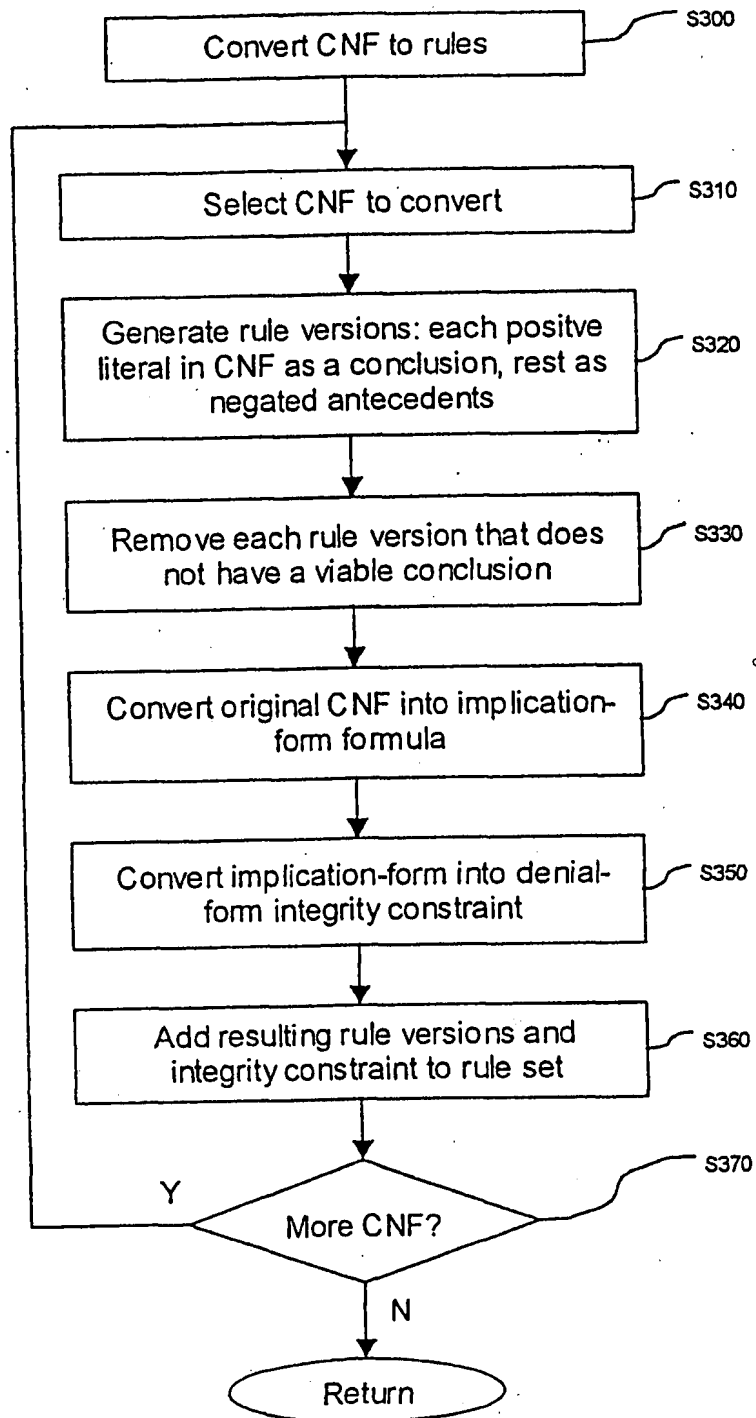 Convert CNF to rules
S300
Select CNF to convert
S310
Generate rule versions: each positve
literal in CNF as a conclusion, rest as
negated antecedents
S320
Remove each rule version that does
not have a viable conclusion
S330
Convert original CNF into implication-
form formula
S340
Convert implication-form into denial-
form integrity constraint
S350
Add resulting rule versions and
integrity constraint to rule set
S360
S370
Y
More CNF?
N
Return